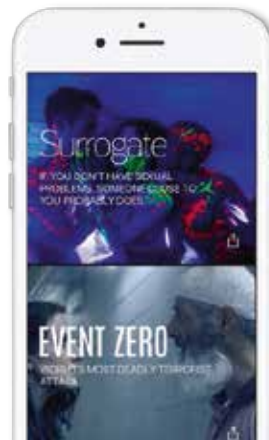 Surrogate
IF YOU DON'T HAVE SEXUAL
PROBLEMS, SOMEONE CLOSE TO
YOU PROBABLY DOES.
EVENT ZERO
WORLD'S MOST DEADLY TERRORIST
ATTACK